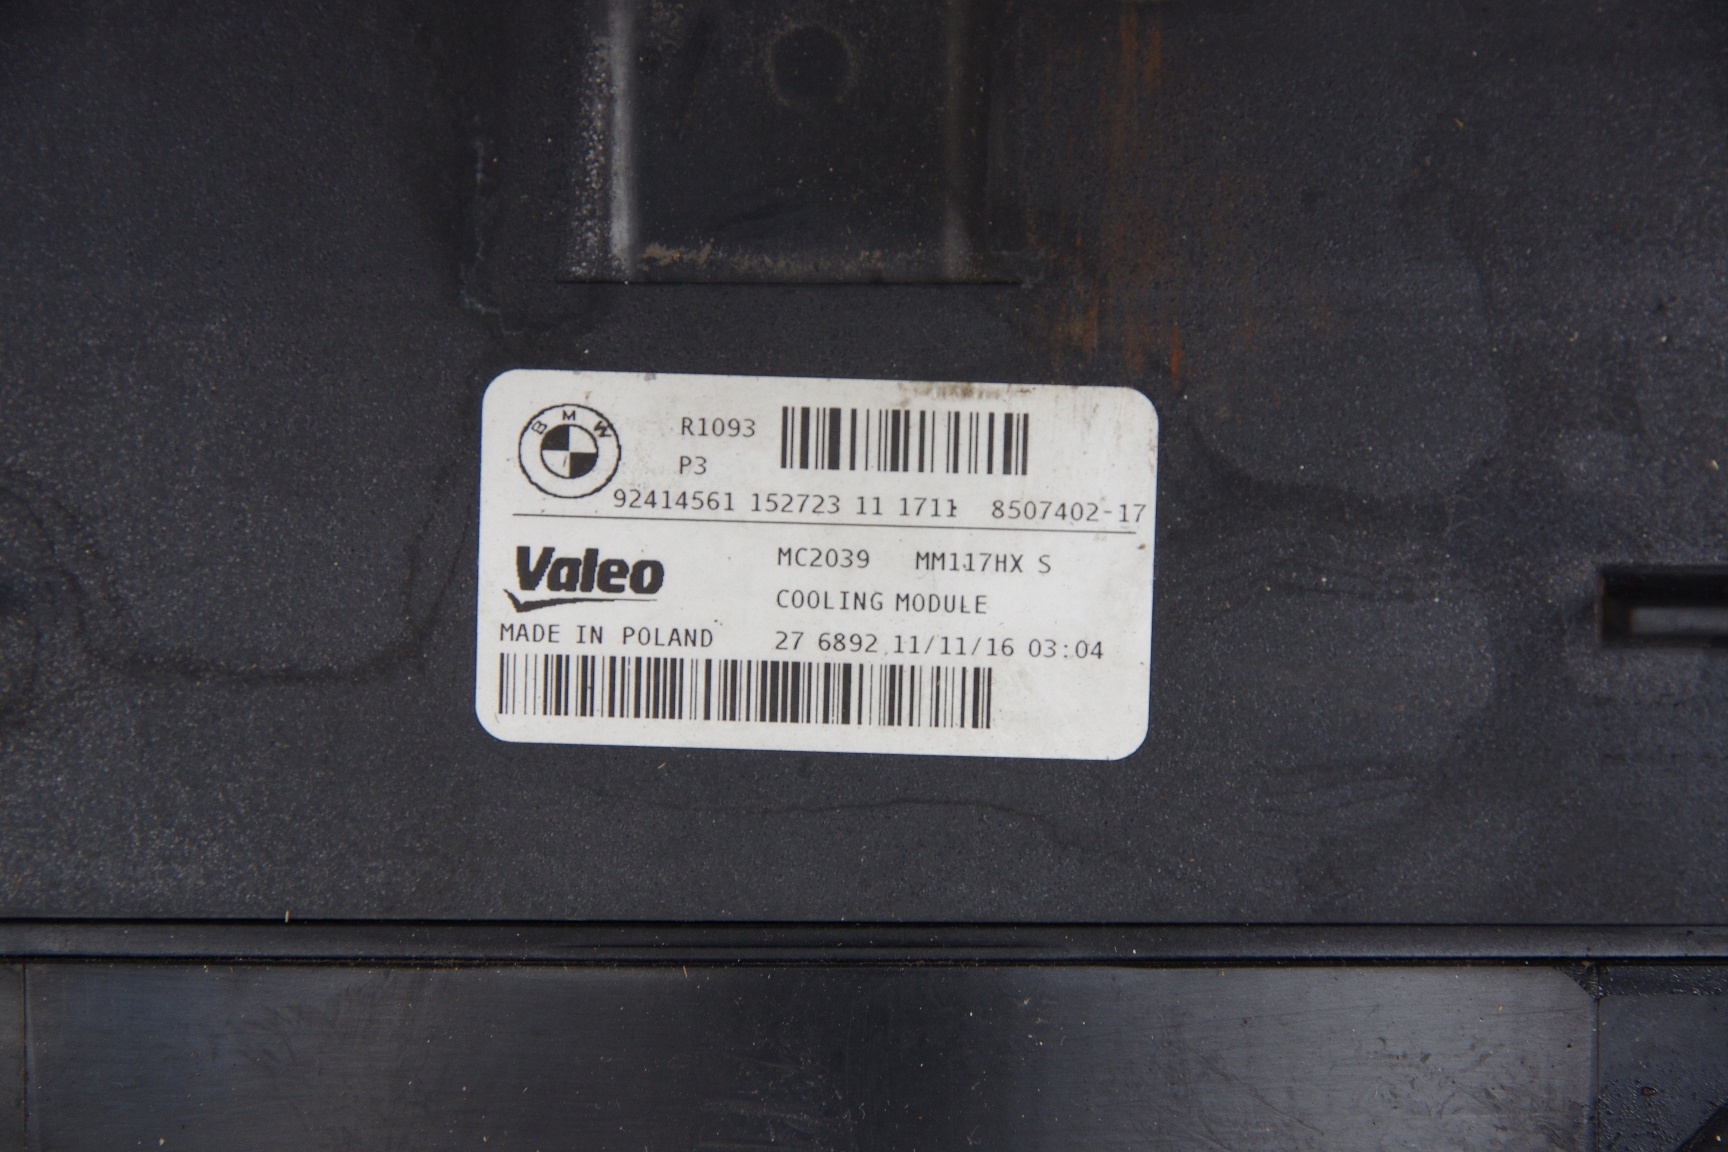 BMW
R1093
P3
92414561 152723 11 1711 8507402-17
Valeo
MC2039 MM117HX S
COOLING MODULE
MADE IN POLAND
27 6892 11/11/16 03:04